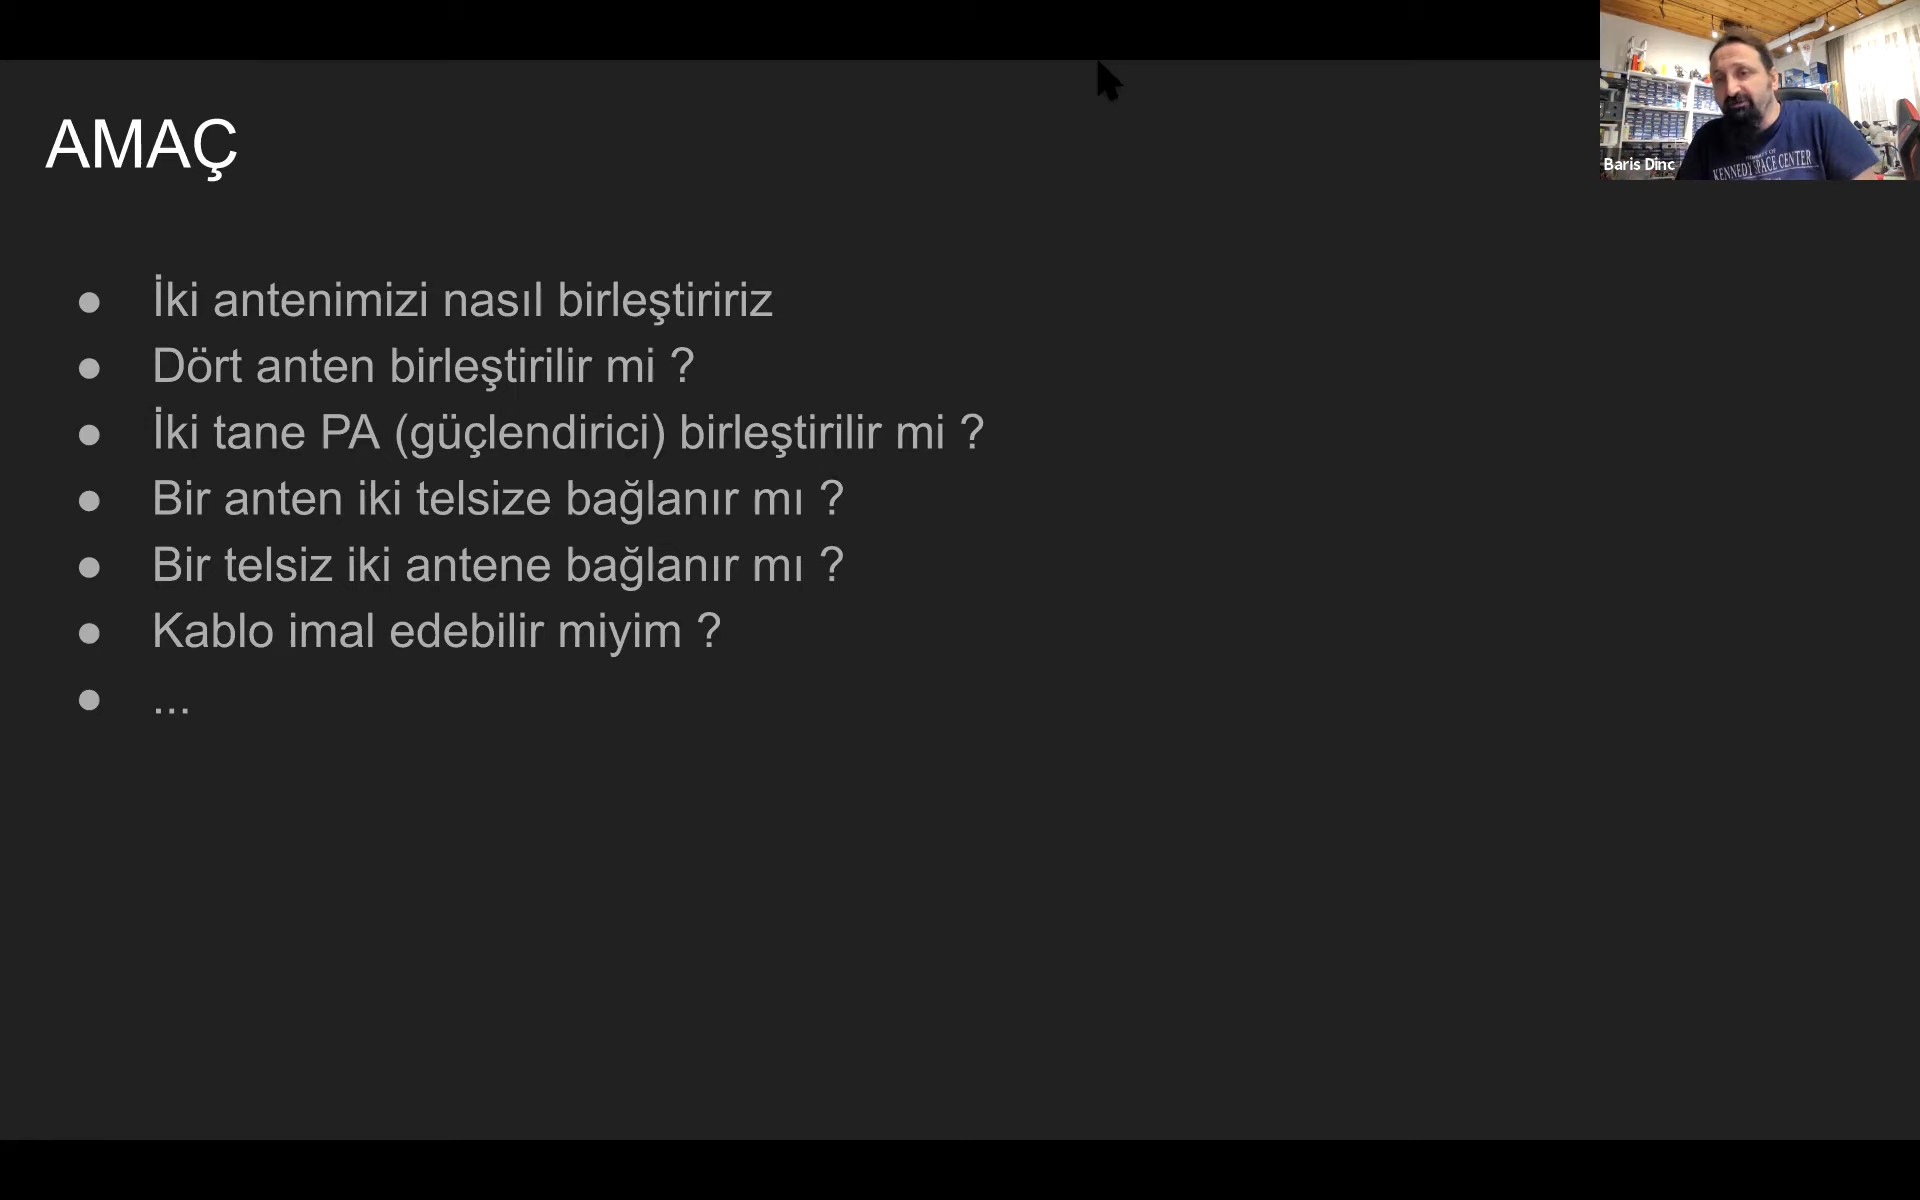 AMAÇ
İki antenimizi nasıl birleştiririz
Dört anten birleştirilir mi ?
İki tane PA (güçlendirici) birleştirilir mi ?
Bir anten iki telsize bağlanır mı ?
Bir telsiz iki antene bağlanır mı ?
Kablo imal edebilir miyim ?
...
Baris Dinc
KENNEDY SPACE CENTER